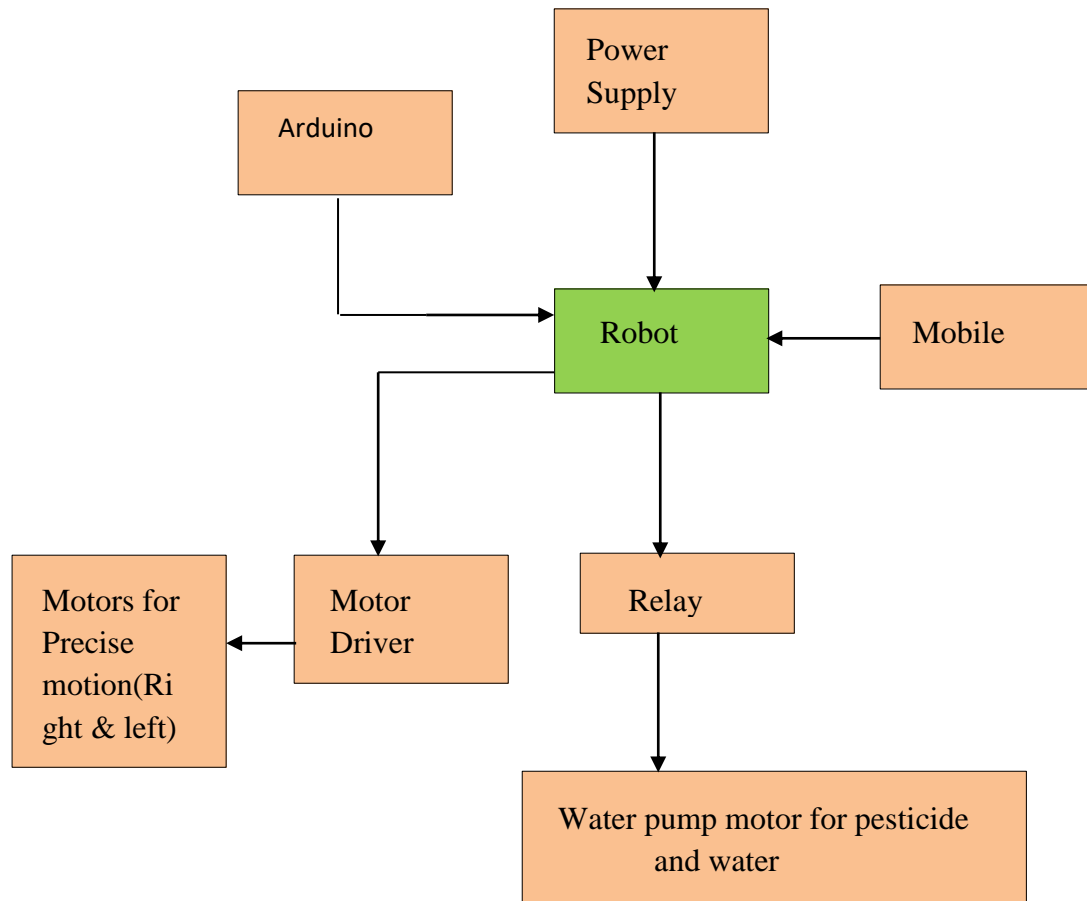 Power
Supply
Arduino
Robot
Mobile
Motors for
Precise
motion(Ri
ght & left)
Motor
Driver
Relay
Water pump motor for pesticide
and water